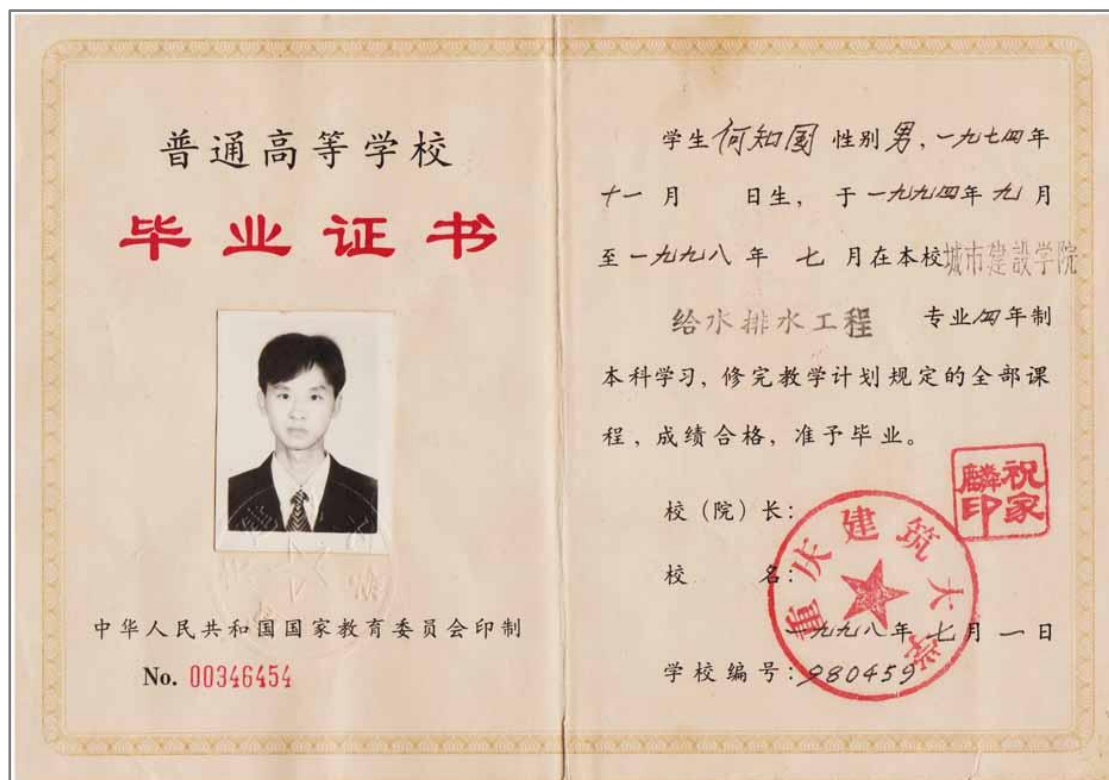 普通高等学校
毕业证书
中华人民共和国国家教育委员会印制
No. 00346454
学生何知国 性别男，一九七四年
十一月 日生，于一九九四年九月
至一九九八年 七月在本校城市建設学院
给水排水工程 专业四年制
本科学习，修完教学计划规定的全部课
程，成绩合格，准予毕业。
校（院）长：
祝家麟印
校 名：
重庆建筑大学
一九九八年七月一日
学校编号：980459